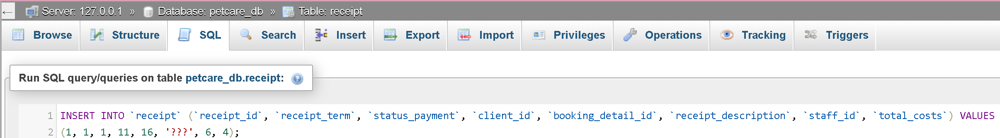 ← Server: 127.0.0.1 » Database: petcare_db » Table: receipt
Browse Structure SQL Search Insert Export Import Privileges Operations Tracking Triggers
Run SQL query/queries on table petcare_db.receipt:
1 INSERT INTO `receipt` (`receipt_id`, `receipt_term`, `status_payment`, `client_id`, `booking_detail_id`, `receipt_description`, `staff_id`, `total_costs`) VALUES
2 (1, 1, 1, 11, 16, '???', 6, 4);